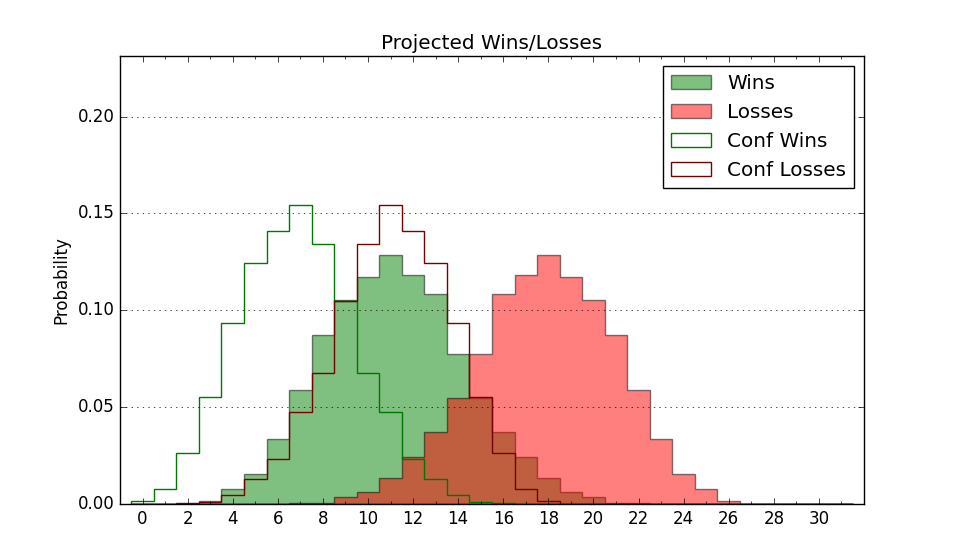 Projected Wins/Losses
Wins
Losses
Conf Wins
Conf Losses
Probability
0.20
0.15
0.10
0.05
0.00
0 2 4 6 8 10 12 14 16 18 20 22 24 26 28 30